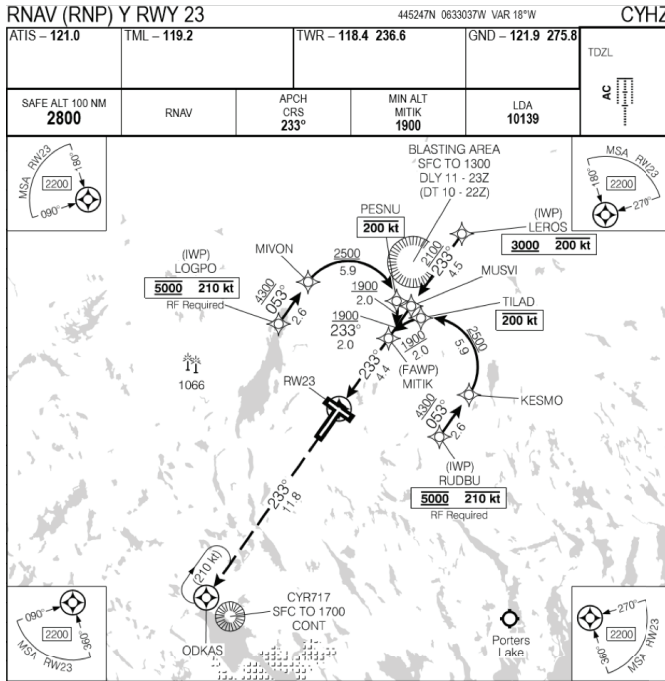 RNAV (RNP) Y RWY 23
445247N 0633037W VAR 18°W
CYHZ
ATIS – 121.0
TML – 119.2
TWR – 118.4 236.6
GND – 121.9 275.8
TDZL
AC
SAFE ALT 100 NM
2800
RNAV
APCH
CRS
233°
MIN ALT
MITIK
1900
LDA
10139
MSA RW23
180°
2200
090°
BLASTING AREA
SFC TO 1300
DLY 11 - 23Z
(DT 10 - 22Z)
MSA RW23
180°
2200
270°
PESNU
200 kt
(IWP)
LEROS
3000 200 kt
2100
233°
4.5
MUSVI
TILAD
200 kt
(IWP)
LOGPO
5000 210 kt
RF Required
MIVON
4300
053°
2.6
2500
5.9
1900
2.0
1900
233°
2.0
1900
2.0
2500
5.9
(FAWP)
MITIK
1066
RW23
233°
4.4
KESMO
4300
053°
2.6
(IWP)
RUDBU
5000 210 kt
RF Required
233°
11.8
(210 kt)
CYR717
SFC TO 1700
CONT
ODKAS
Porters
Lake
090°
2200
360°
MSA RW23
270°
2200
360°
MSA RW23